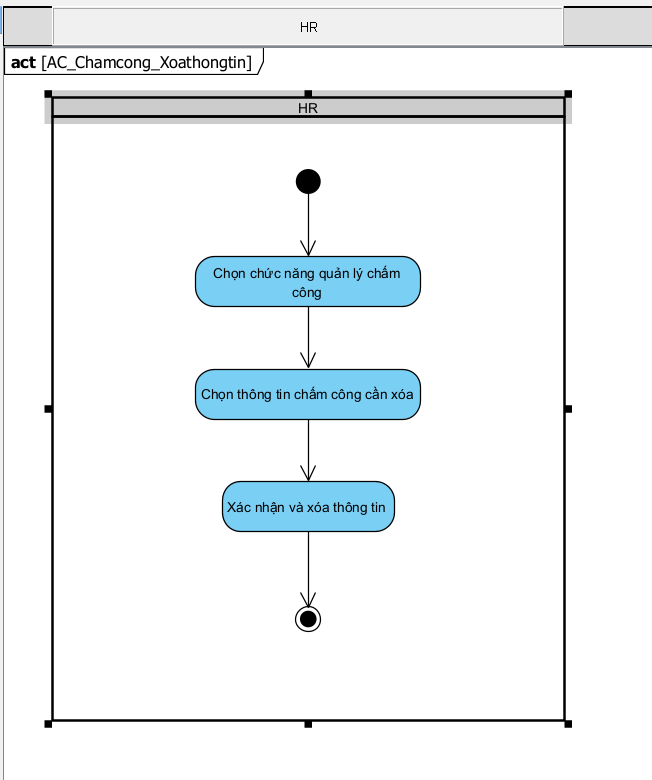 HR
act [AC_Chamcong_Xoathongtin]
HR
Chọn chức năng quản lý chấm
công
Chọn thông tin chấm công cần xóa
Xác nhận và xóa thông tin